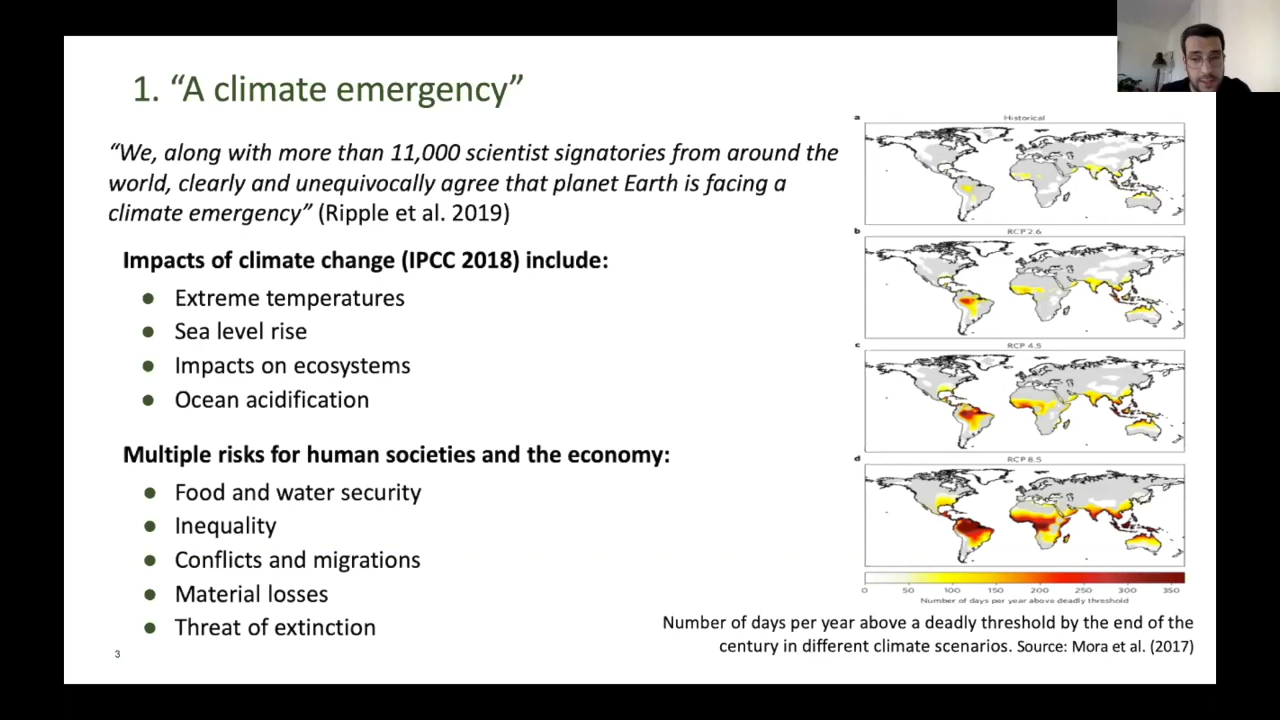 1. “A climate emergency”
“We, along with more than 11,000 scientist signatories from around the
world, clearly and unequivocally agree that planet Earth is facing a
climate emergency” (Ripple et al. 2019)
Impacts of climate change (IPCC 2018) include:
● Extreme temperatures
● Sea level rise
● Impacts on ecosystems
● Ocean acidification
Multiple risks for human societies and the economy:
● Food and water security
● Inequality
● Conflicts and migrations
● Material losses
● Threat of extinction
3
a Historical
b RCP 2.6
c RCP 4.5
d RCP 8.5
0 50 100 150 200 250 300 350
Number of days per year above deadly threshold
Number of days per year above a deadly threshold by the end of the
century in different climate scenarios. Source: Mora et al. (2017)